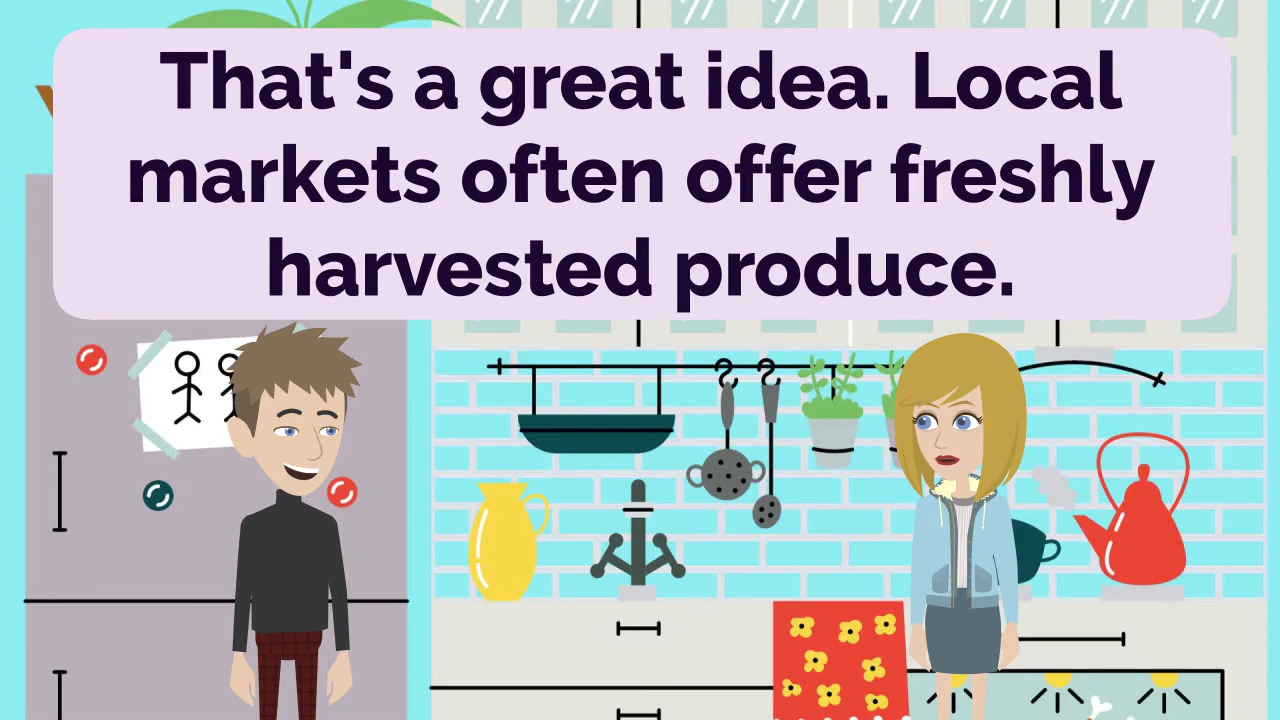 That's a great idea. Local
markets often offer freshly
harvested produce.